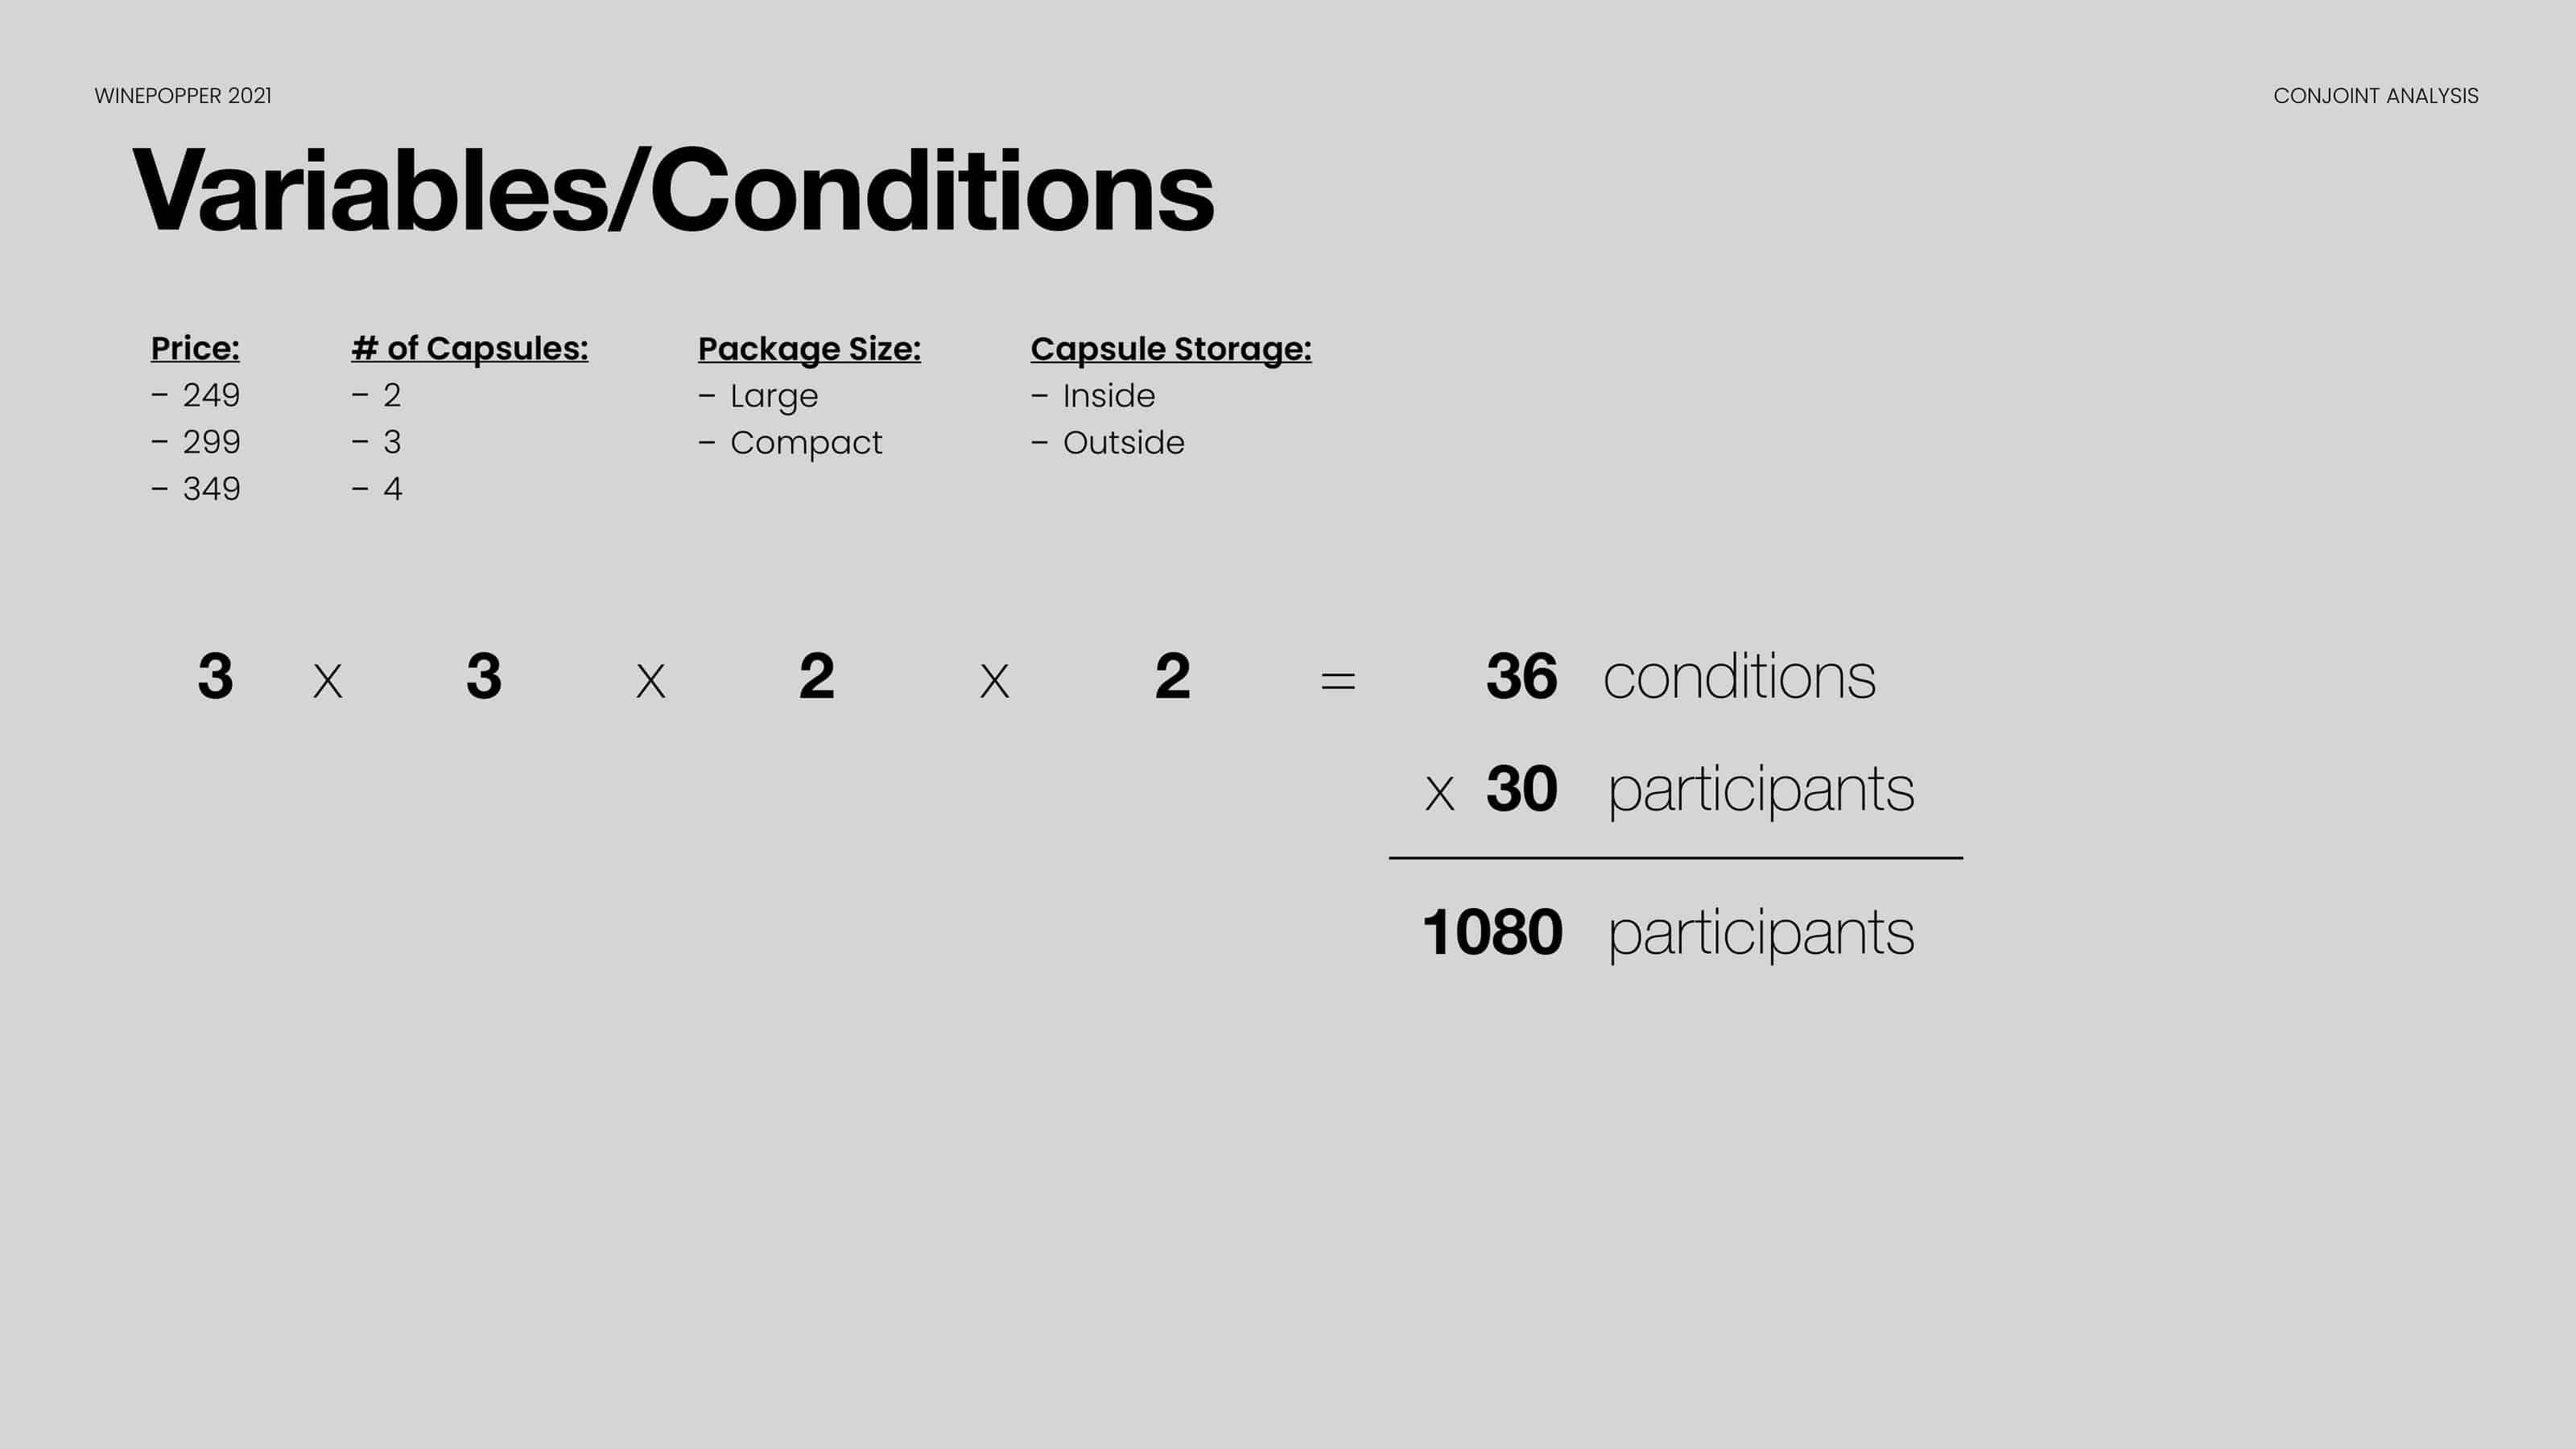 WINEPOPPER 2021
CONJOINT ANALYSIS
Variables/Conditions
Price:
– 249
– 299
– 349
# of Capsules:
– 2
– 3
– 4
Package Size:
– Large
– Compact
Capsule Storage:
– Inside
– Outside
3 x 3 x 2 x 2 = 36 conditions
x 30 participants
1080 participants